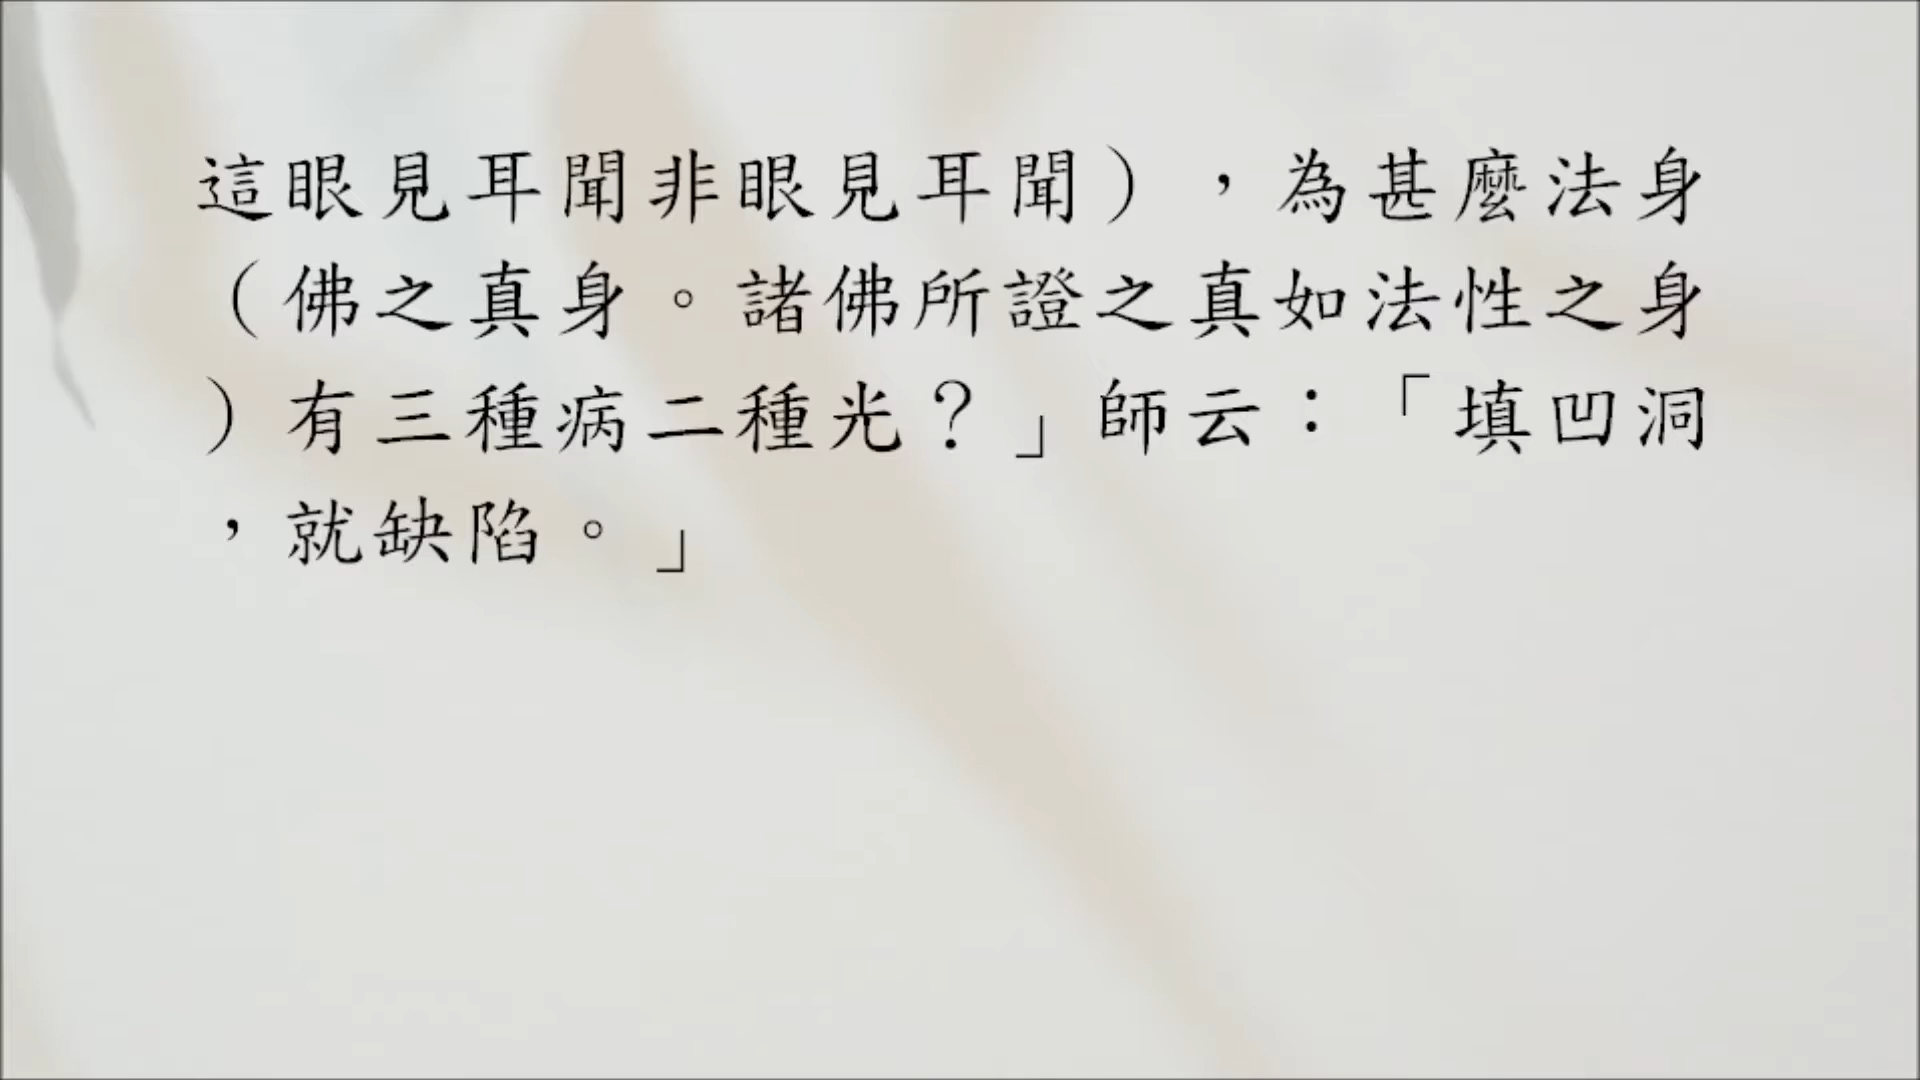 這眼見耳聞非眼見耳聞），為甚麼法身
（佛之真身。諸佛所證之真如法性之身
）有三種病二種光？」師云：「填凹洞
，就缺陷。」